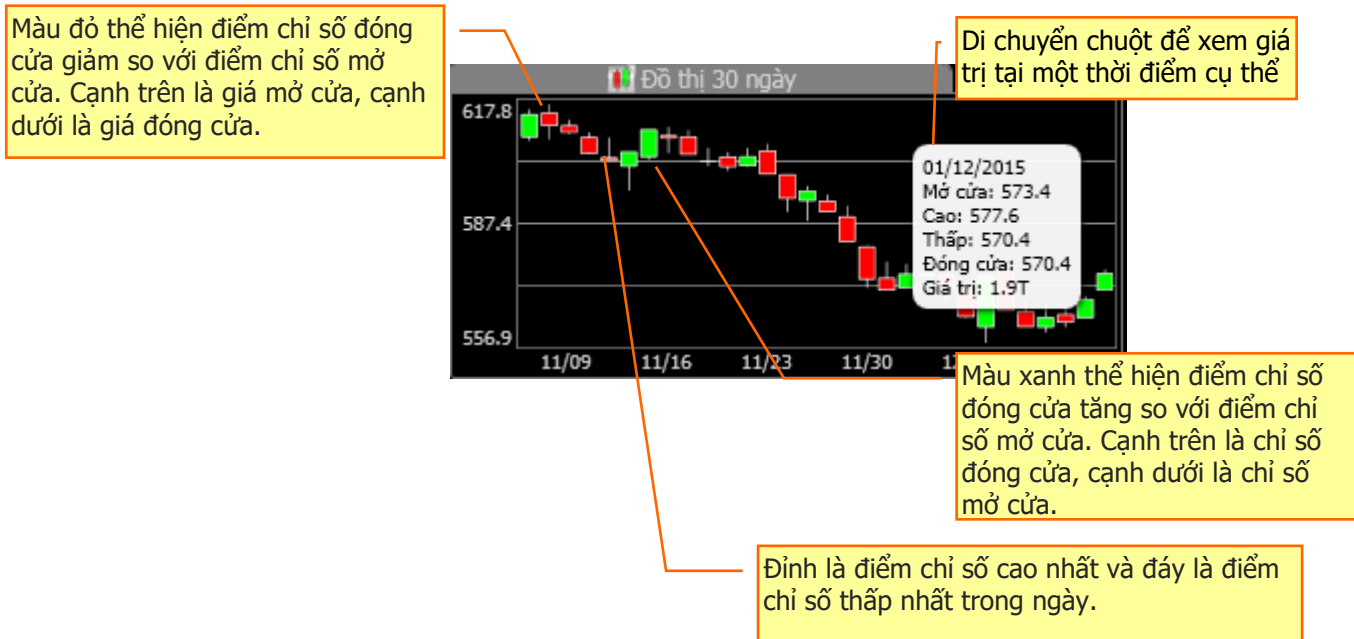 Màu đỏ thể hiện điểm chỉ số đóng
cửa giảm so với điểm chỉ số mở
cửa. Cạnh trên là giá mở cửa, cạnh
dưới là giá đóng cửa.
Di chuyển chuột để xem giá
trị tại một thời điểm cụ thể
Đồ thị 30 ngày
617.8
587.4
556.9
01/12/2015
Mở cửa: 573.4
Cao: 577.6
Thấp: 570.4
Đóng cửa: 570.4
Giá trị: 1.9T
11/09 11/16 11/23 11/30
Màu xanh thể hiện điểm chỉ số
đóng cửa tăng so với điểm chỉ
số mở cửa. Cạnh trên là chỉ số
đóng cửa, cạnh dưới là chỉ số
mở cửa.
Đỉnh là điểm chỉ số cao nhất và đáy là điểm
chỉ số thấp nhất trong ngày.